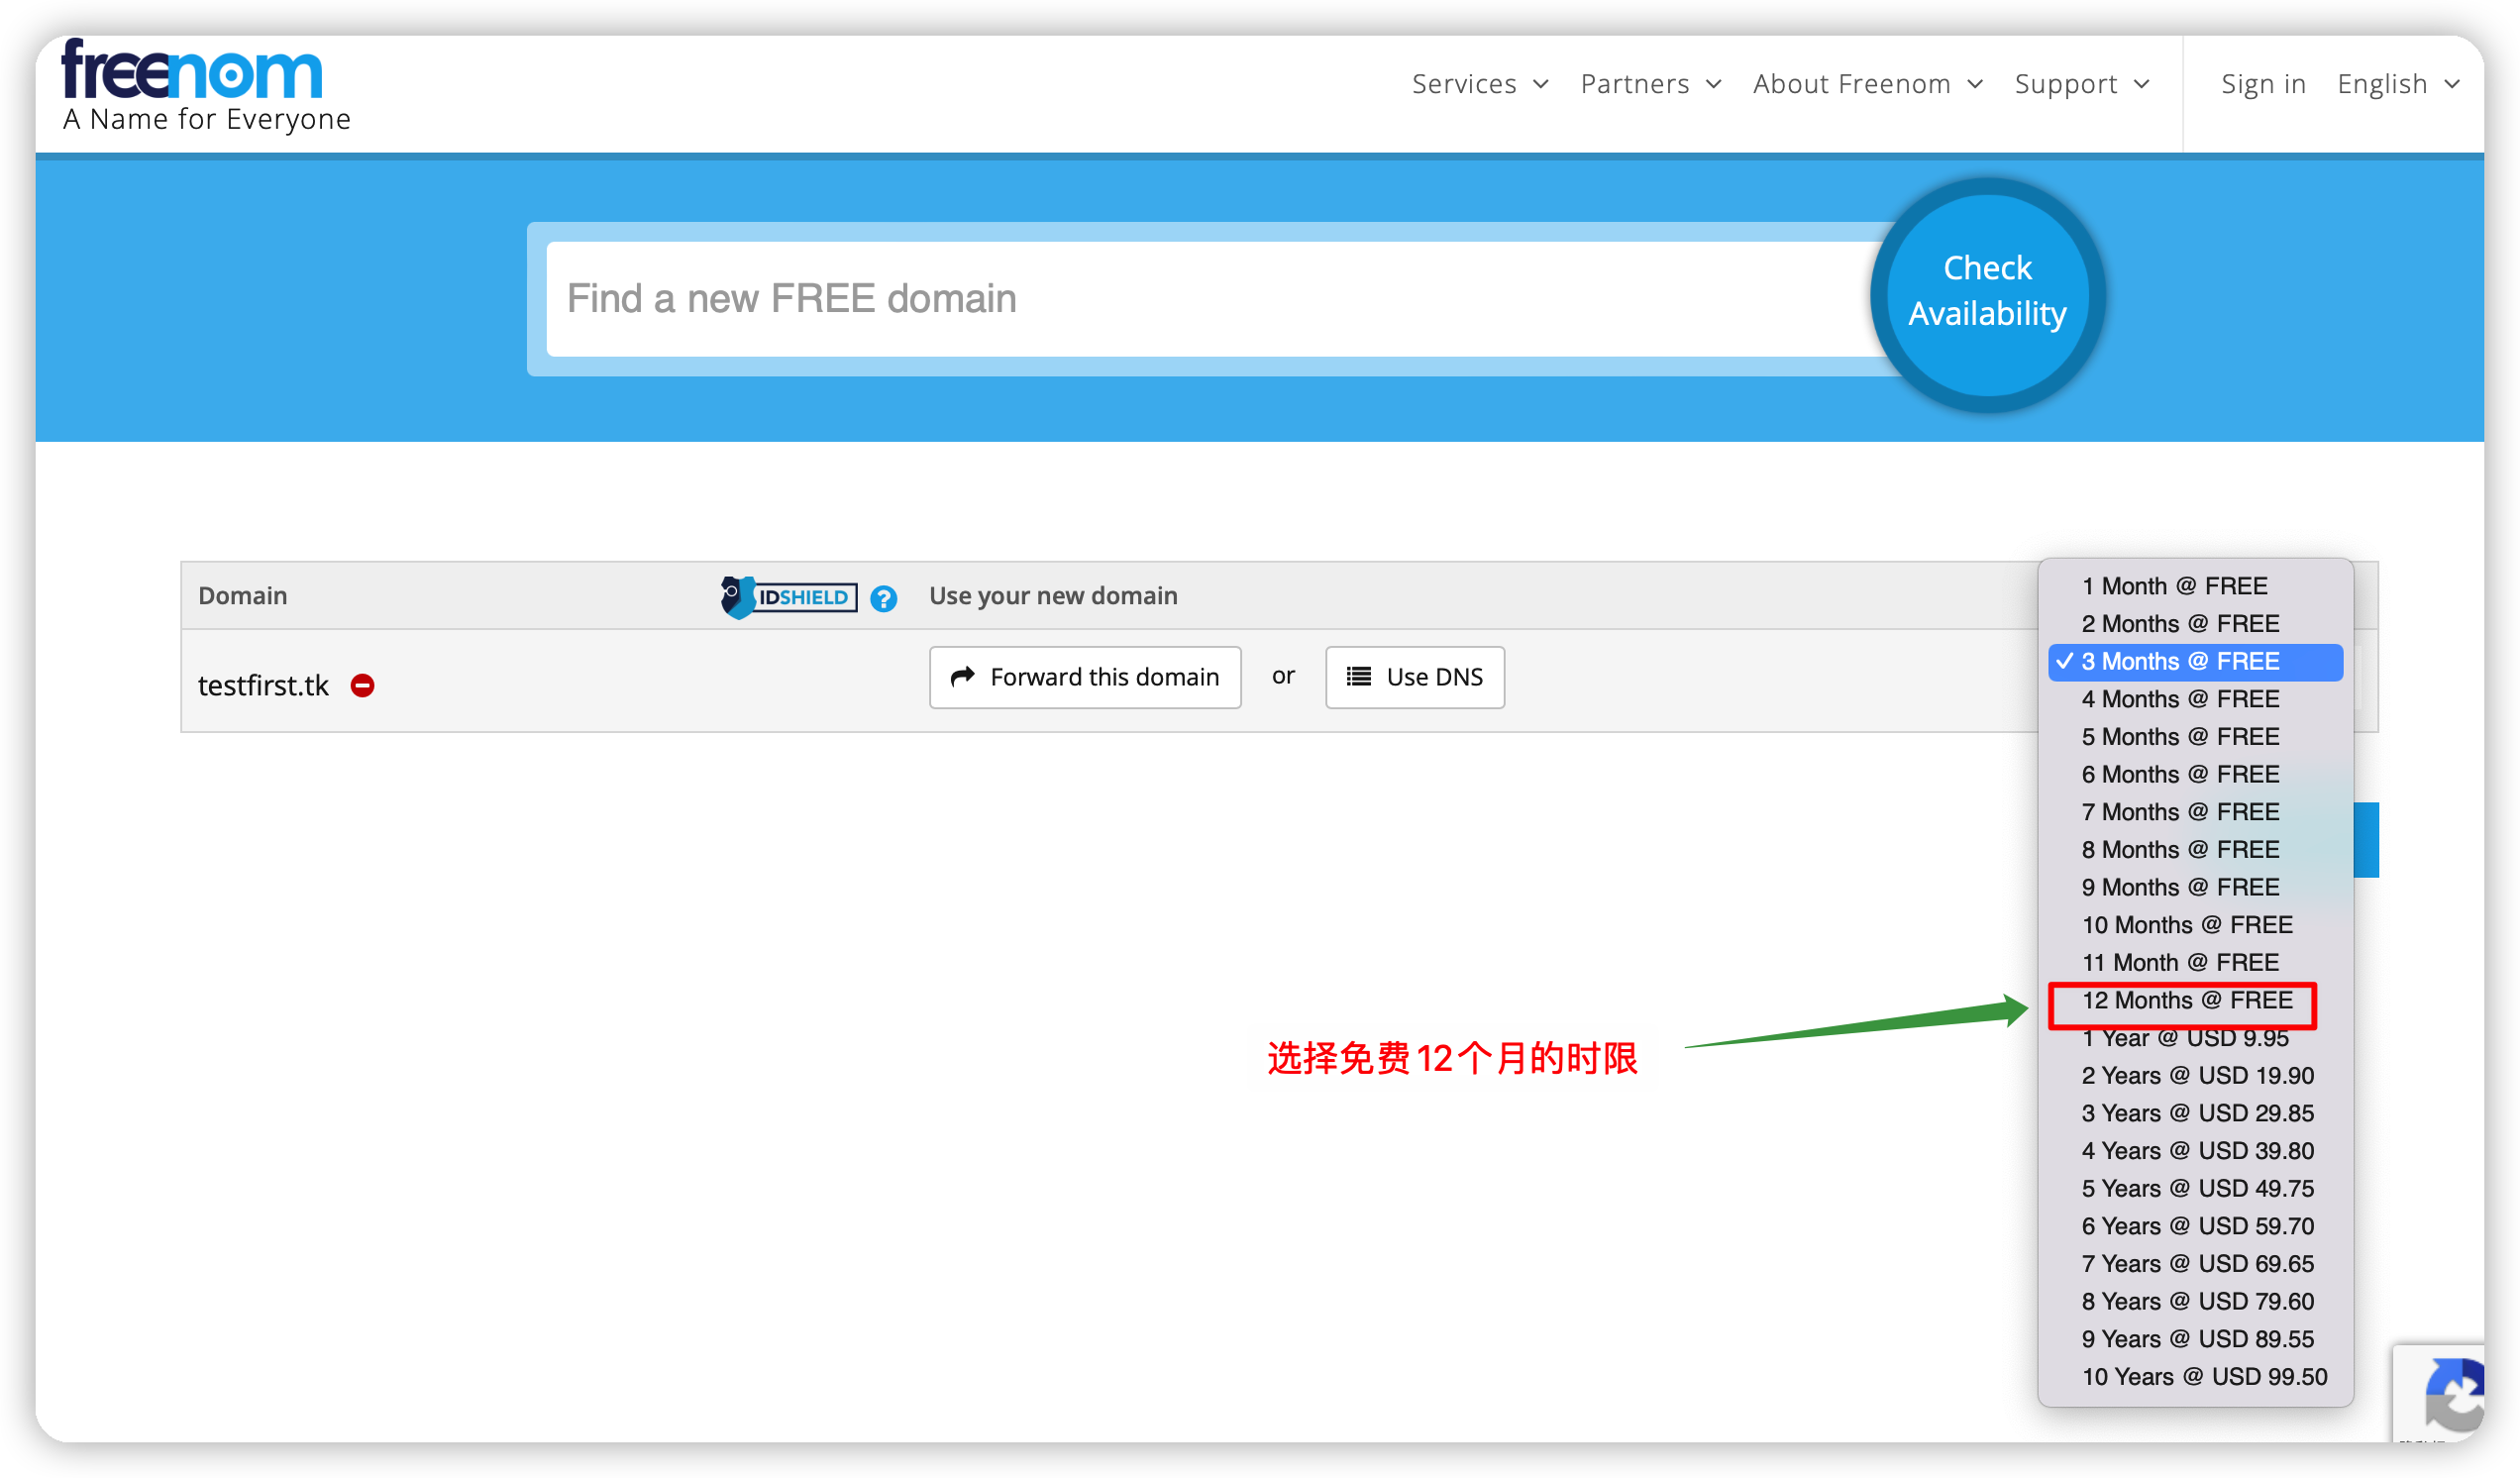 freenom
A Name for Everyone
Services
Partners
About Freenom
Support
Sign in
English
Find a new FREE domain
Check
Availability
Domain
IDSHIELD
?
Use your new domain
testfirst.tk
Forward this domain
or
Use DNS
1 Month @ FREE
2 Months @ FREE
✓ 3 Months @ FREE
4 Months @ FREE
5 Months @ FREE
6 Months @ FREE
7 Months @ FREE
8 Months @ FREE
9 Months @ FREE
10 Months @ FREE
11 Month @ FREE
12 Months @ FREE
1 Year @ USD 9.95
2 Years @ USD 19.90
3 Years @ USD 29.85
4 Years @ USD 39.80
5 Years @ USD 49.75
6 Years @ USD 59.70
7 Years @ USD 69.65
8 Years @ USD 79.60
9 Years @ USD 89.55
10 Years @ USD 99.50
选择免费12个月的时限